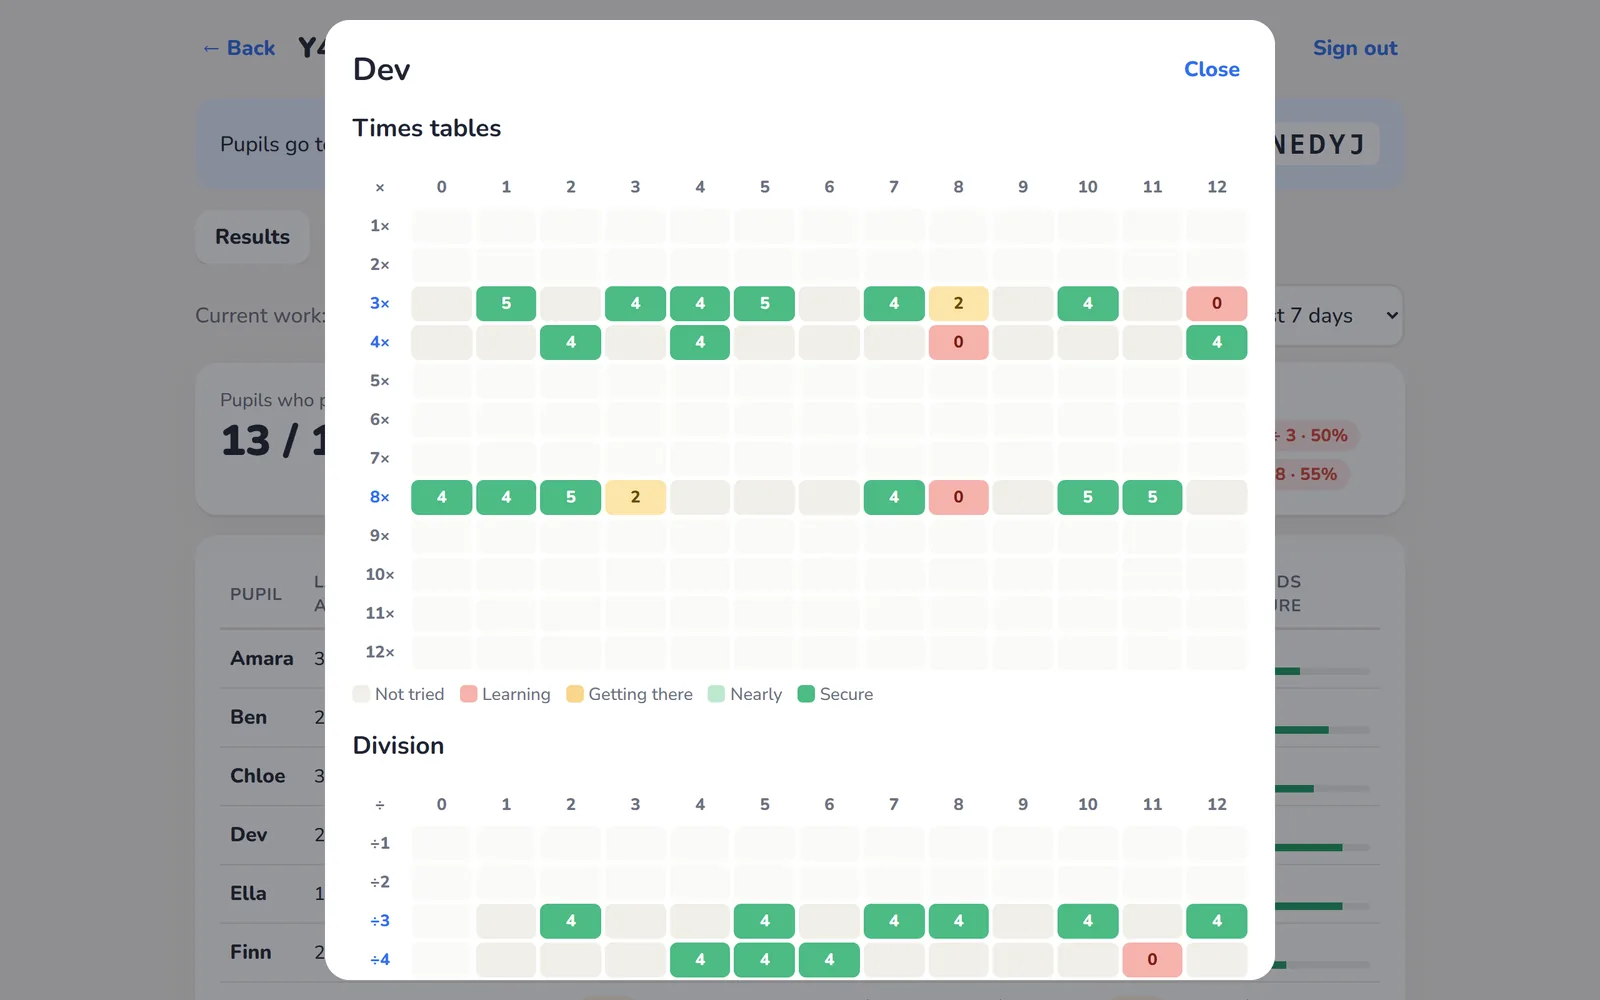 ← Back
Sign out
Pupils go
NEDYJ
Results
Current work:
7 days
Pupils who
13 /
÷ 3 · 50%
8 · 55%
PUPIL
Amara 3
Ben 2
Chloe 3
Dev 2
Ella 1
Finn 2
Dev
Close
Times tables
× 0 1 2 3 4 5 6 7 8 9 10 11 12
1×
2×
3× 5 4 4 5 4 2 4 0
4× 4 4 0 4
5×
6×
7×
8× 4 4 5 2 4 0 5 5
9×
10×
11×
12×
Not tried Learning Getting there Nearly Secure
Division
÷ 0 1 2 3 4 5 6 7 8 9 10 11 12
÷1
÷2
÷3 4 4 4 4 4 4
÷4 4 4 4 0